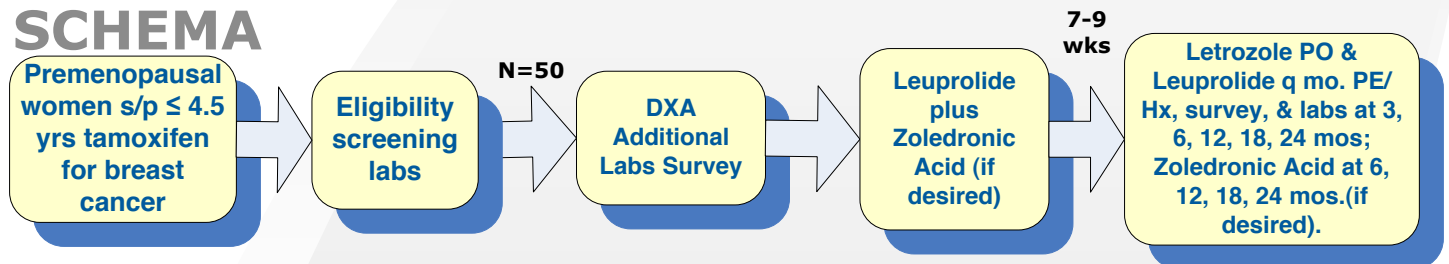 SCHEMA
Premenopausal
women s/p ≤ 4.5
yrs tamoxifen
for breast
cancer
Eligibility
screening
labs
N=50
DXA
Additional
Labs Survey
Leuprolide
plus
Zoledronic
Acid (if
desired)
7-9
wks
Letrozole PO &
Leuprolide q mo. PE/
Hx, survey, & labs at 3,
6, 12, 18, 24 mos;
Zoledronic Acid at 6,
12, 18, 24 mos.(if
desired).